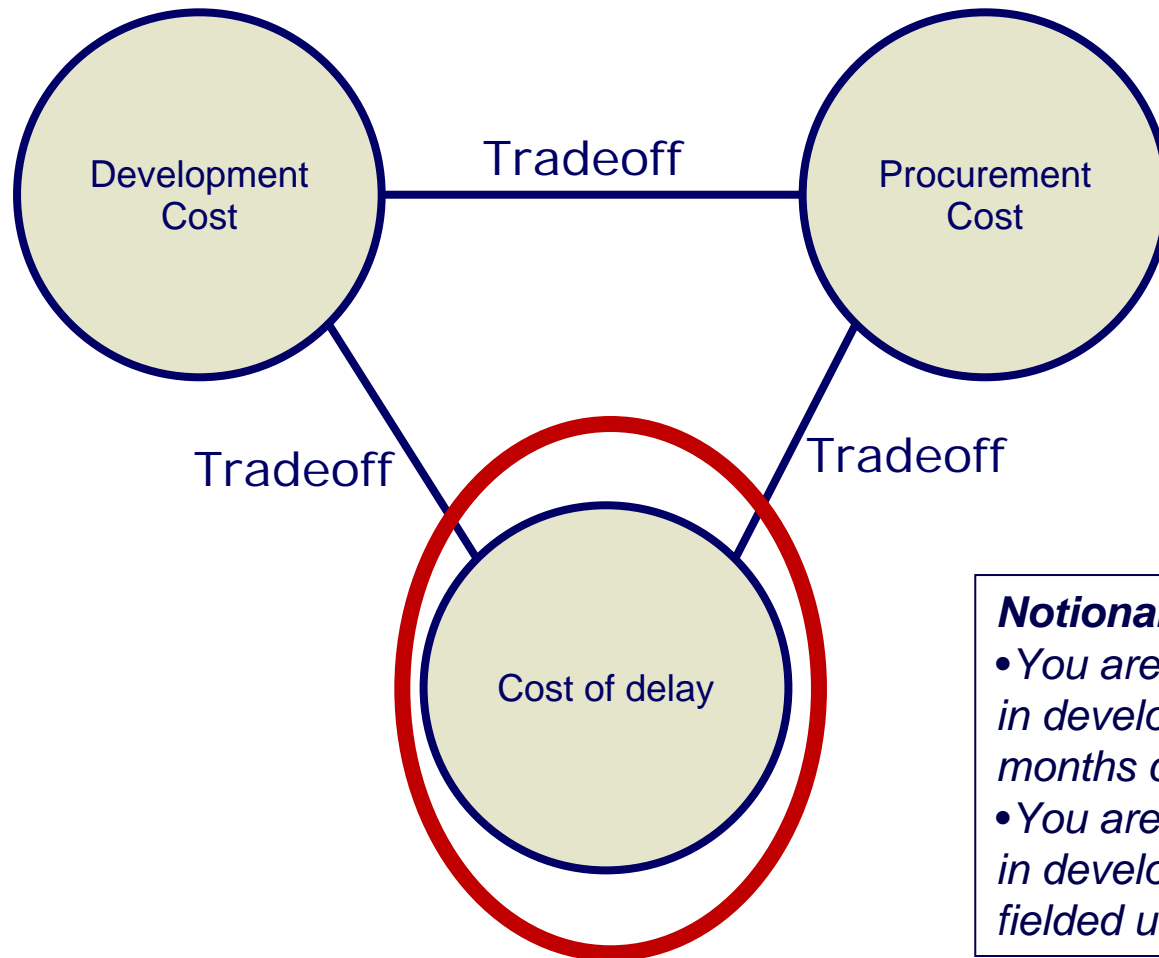 Tradeoff
Development
Cost
Procurement
Cost
Tradeoff
Tradeoff
Cost of delay
Notional
•You are
in develo
months o
•You are
in develo
fielded u